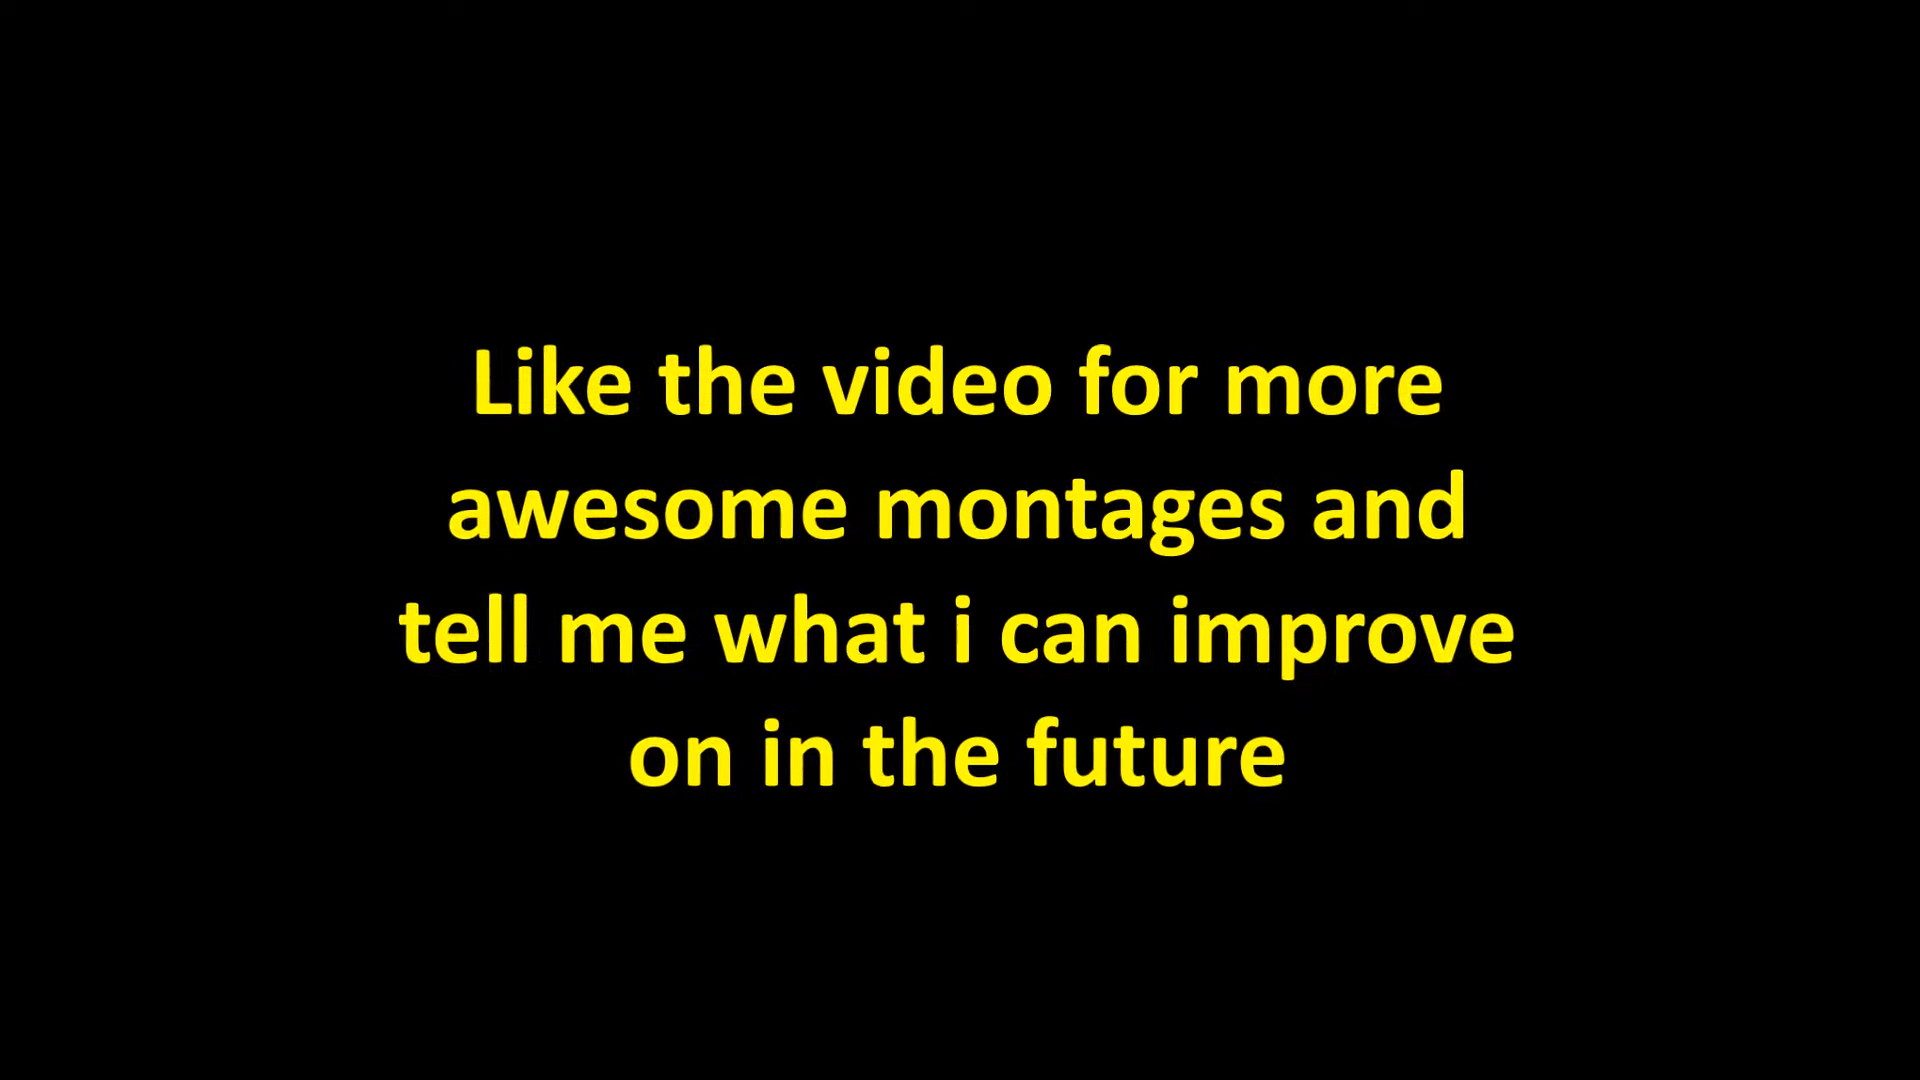 Like the video for more
awesome montages and
tell me what i can improve
on in the future